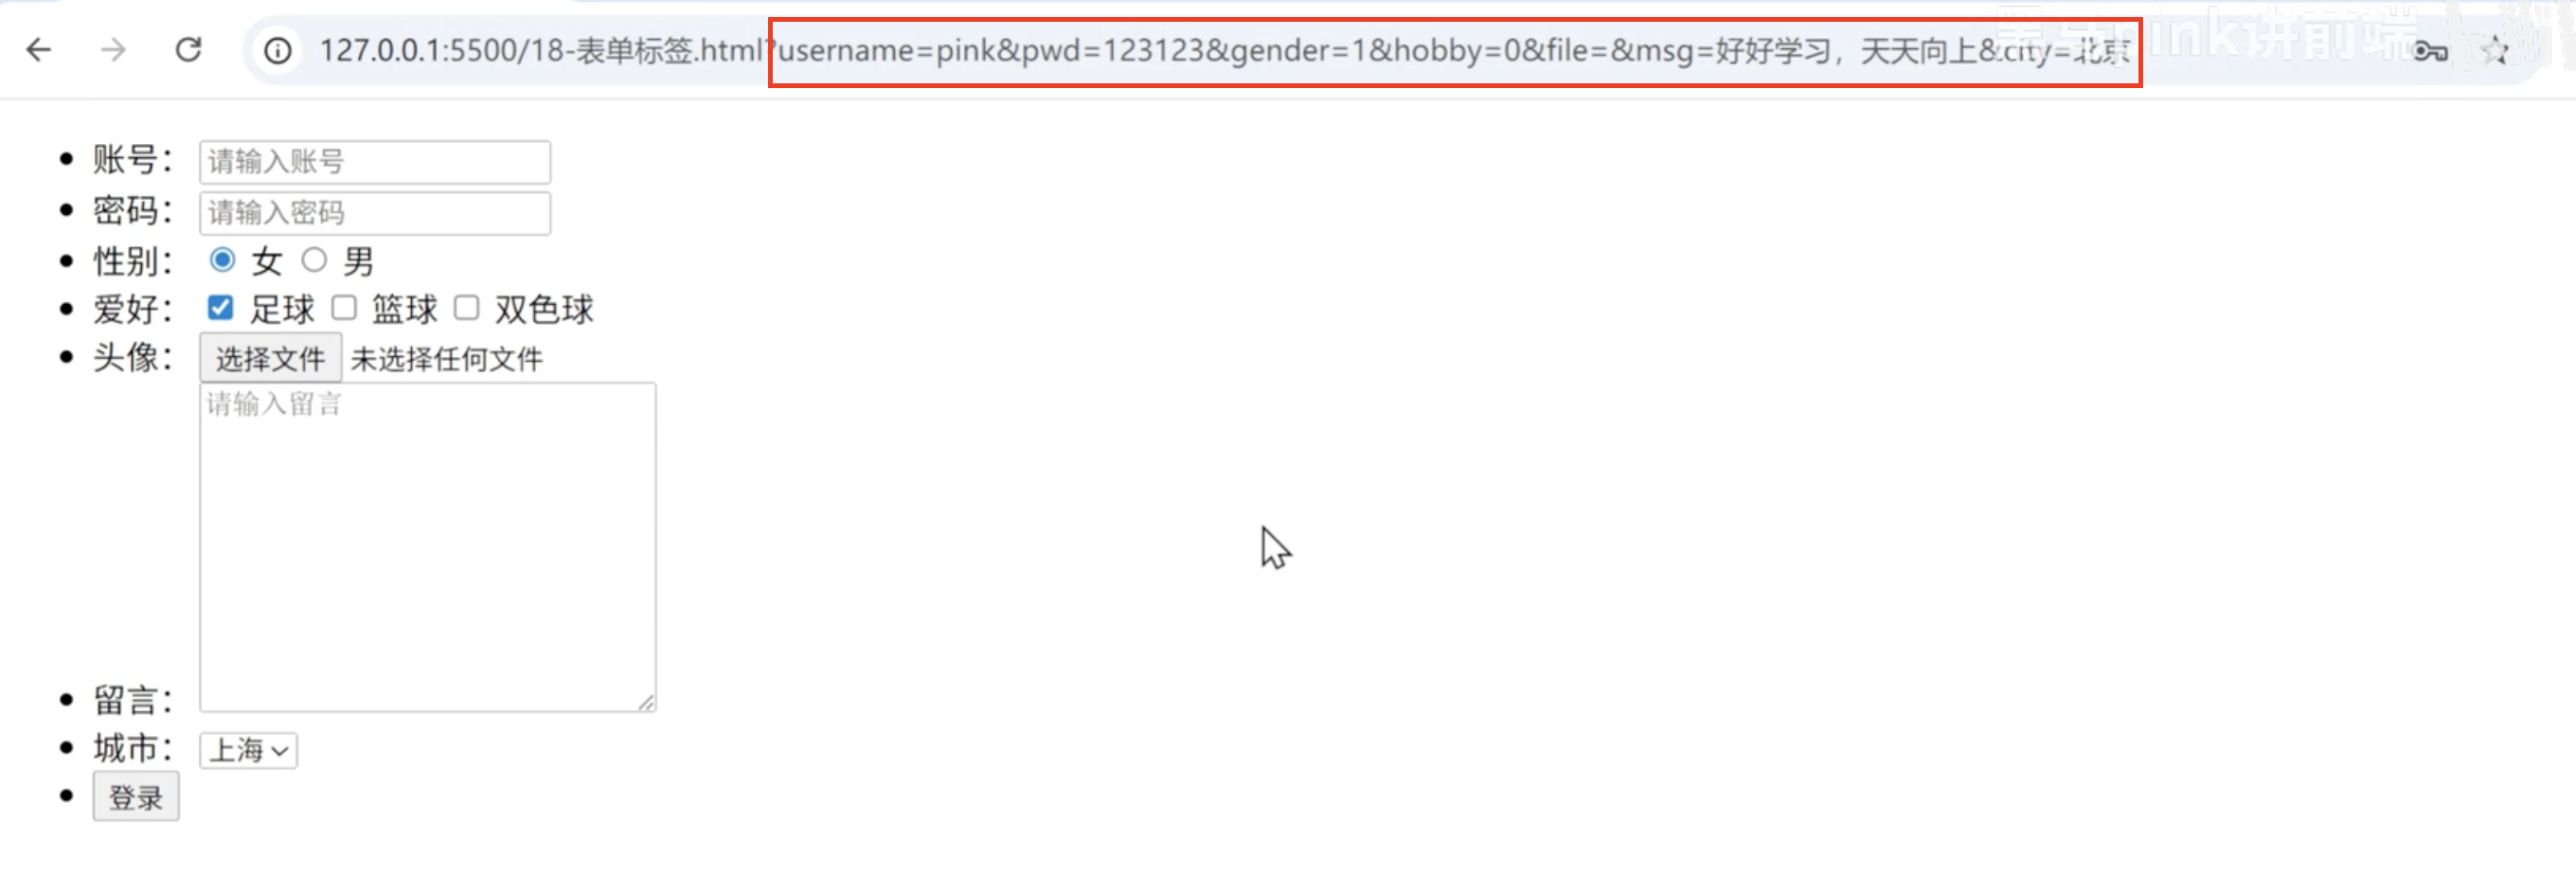 127.0.0.1:5500/18-表单标签.html?username=pink&pwd=123123&gender=1&hobby=0&file=&msg=好好学习，天天向上&city=北京
黑马pink讲前端
账号： 请输入账号
密码： 请输入密码
性别： 女 男
爱好： 足球 篮球 双色球
头像： 选择文件 未选择任何文件
请输入留言
留言：
城市： 上海
登录